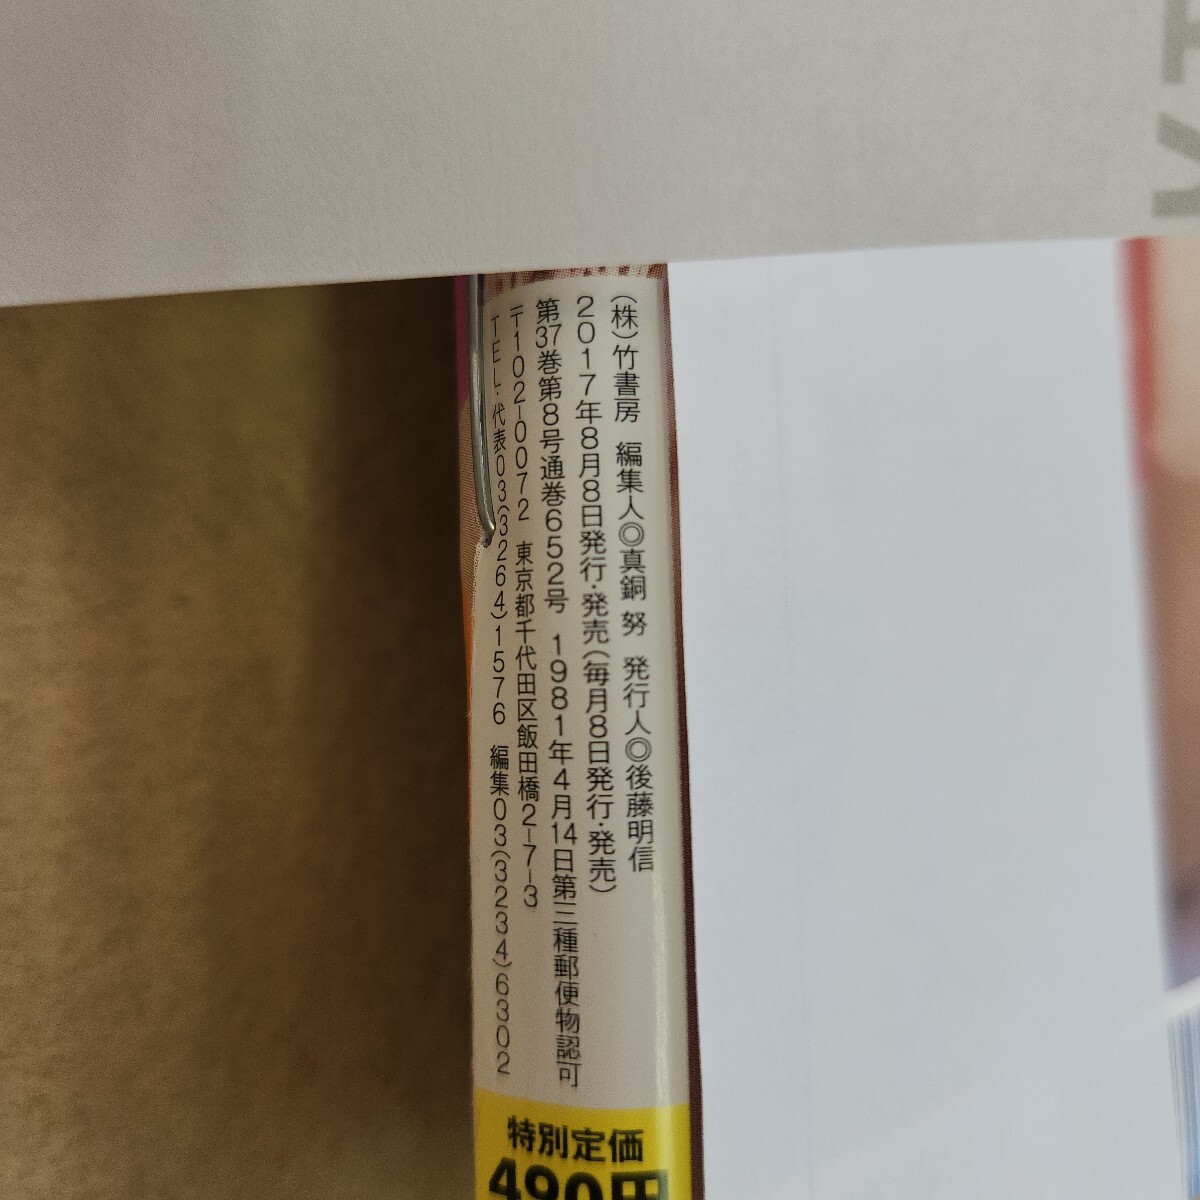 (株)竹書房 編集人◎真銅 努 発行人◎後藤明信
2017年8月8日発行・発売(毎月8日発行・発売)
第37巻第8号通巻652号 1981年4月14日第三種郵便物認可
〒102-0072 東京都千代田区飯田橋2-7-3
TEL・代表03(3264)1576 編集03(3234)6302
特別定価
490円